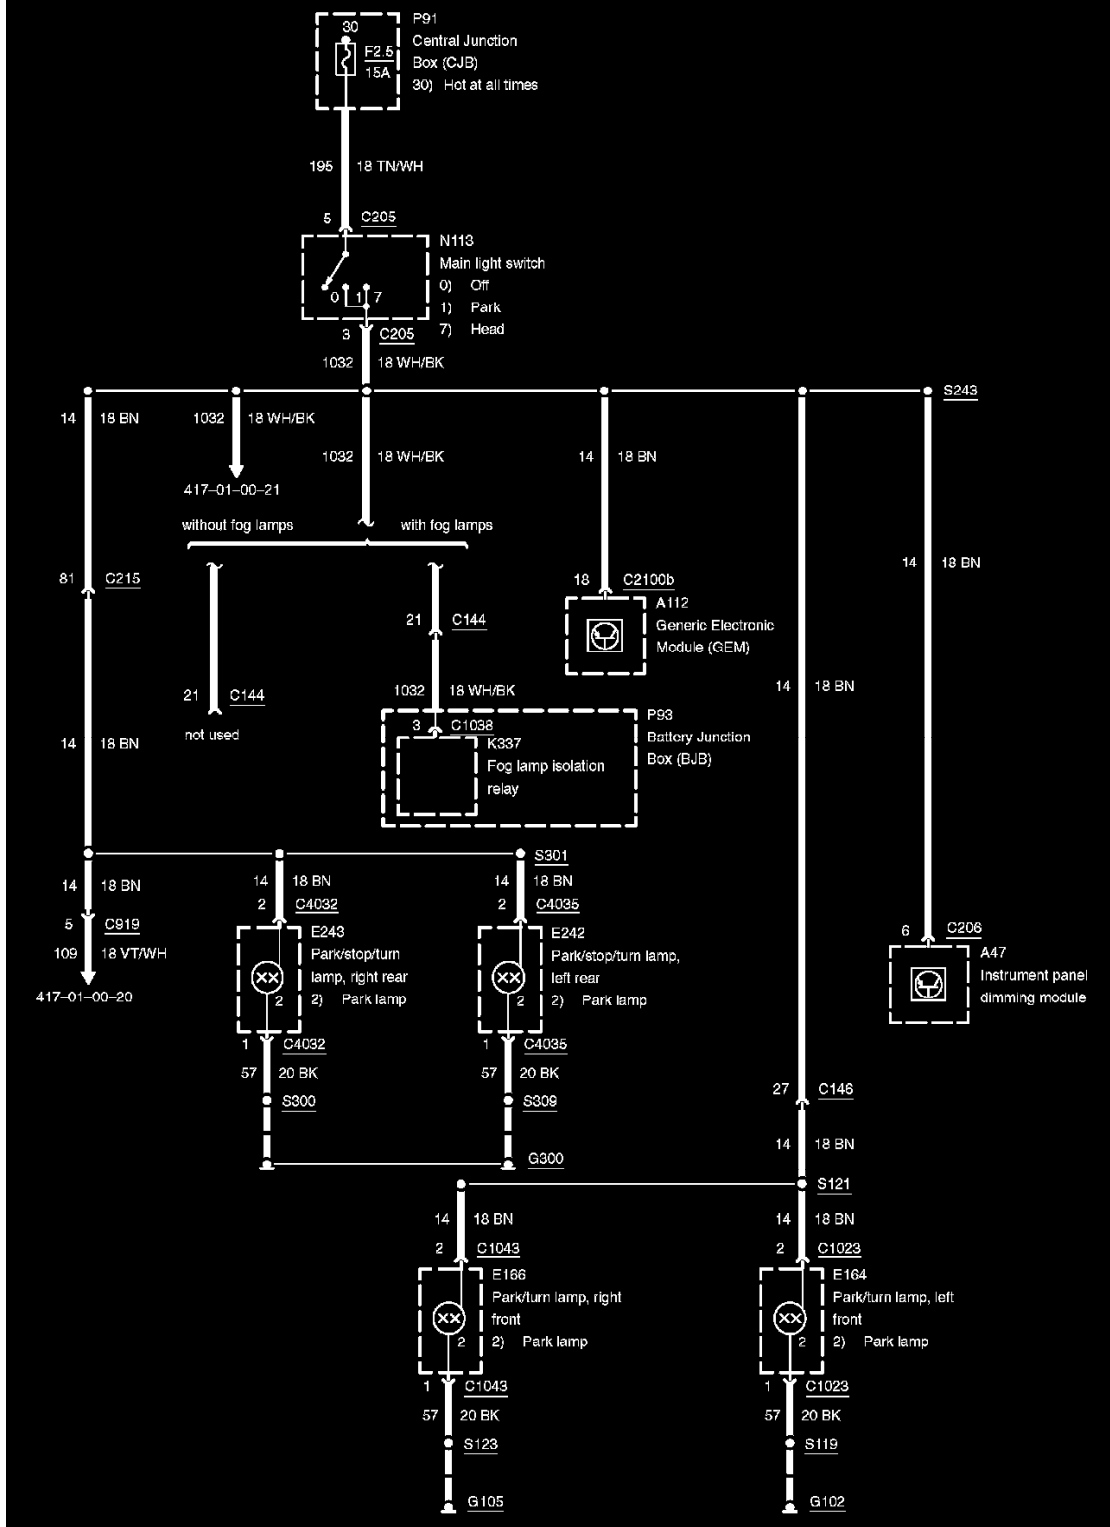 P91
30
Central Junction
F2.5
Box (CJB)
15A
30) Hot at all times
195 18 TN/WH
5 C205
N113
Main light switch
0) Off
0 1 7
1) Park
7) Head
3 C205
1032 18 WH/BK
S243
14 18 BN
1032 18 WH/BK
1032 18 WH/BK
14 18 BN
417-01-00-21
without fog lamps
with fog lamps
14 18 BN
81 C215
18 C2100b
A112
Generic Electronic
Module (GEM)
21 C144
14 18 BN
21 C144
1032 18 WH/BK
not used
P93
Battery Junction
Box (BJB)
3 C1038
K337
Fog lamp isolation
relay
14 18 BN
S301
14 18 BN
14 18 BN
14 18 BN
2 C4032
2 C4035
5 C919
109 18 VT/WH
417-01-00-20
E243
Park/stop/turn
lamp, right rear
2) Park lamp
2
E242
Park/stop/turn lamp,
left rear
2) Park lamp
2
6 C206
A47
Instrument panel
dimming module
1 C4032
1 C4035
57 20 BK
57 20 BK
27 C146
S300
S309
14 18 BN
G300
S121
14 18 BN
14 18 BN
2 C1043
2 C1023
E166
Park/turn lamp, right
front
2) Park lamp
2
E164
Park/turn lamp, left
front
2) Park lamp
2
1 C1043
1 C1023
57 20 BK
57 20 BK
S123
S119
G105
G102